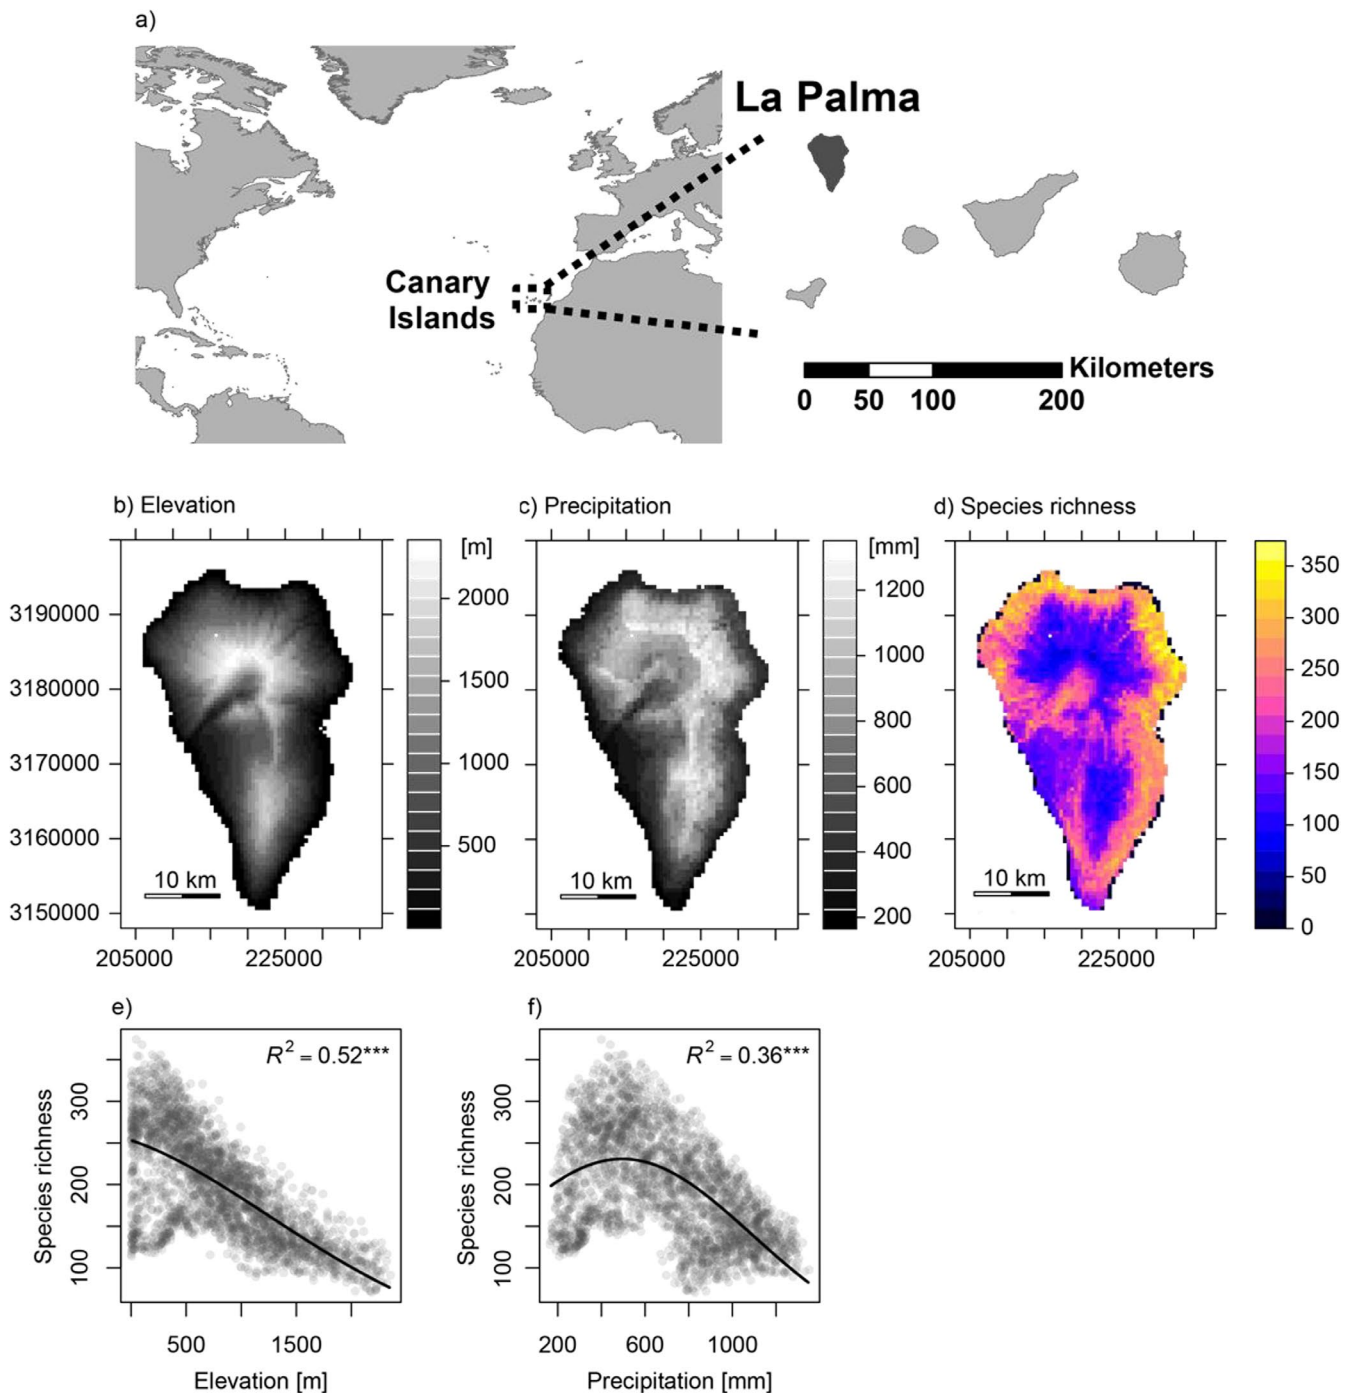 a)
La Palma
Canary
Islands
Kilometers
0 50 100 200
b) Elevation
c) Precipitation
d) Species richness
[m]
2000
1500
1000
500
[mm]
1200
1000
800
600
400
200
350
300
250
200
150
100
50
0
3190000
3180000
3170000
3160000
3150000
10 km
10 km
10 km
205000 225000
205000 225000
205000 225000
e)
R² = 0.52***
Species richness
300
200
100
500 1500
Elevation [m]
f)
R² = 0.36***
Species richness
300
200
100
200 600 1000
Precipitation [mm]